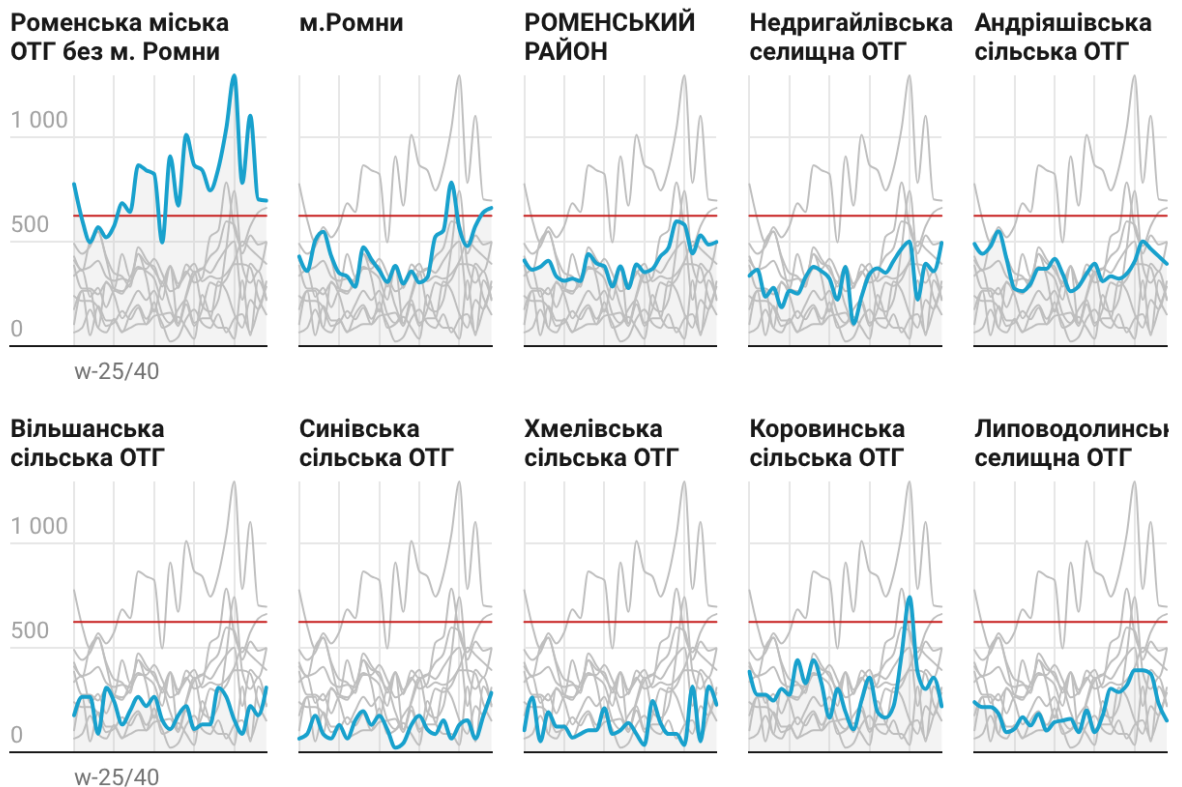 Роменська міська
ОТГ без м. Ромни
м.Ромни
РОМЕНСЬКИЙ
РАЙОН
Недригайлівська
селищна ОТГ
Андріяшівська
сільська ОТГ
1 000
500
0
w-25/40
Вільшанська
сільська ОТГ
Синівська
сільська ОТГ
Хмелівська
сільська ОТГ
Коровинська
сільська ОТГ
Липоводолинськ
селищна ОТГ
1 000
500
0
w-25/40